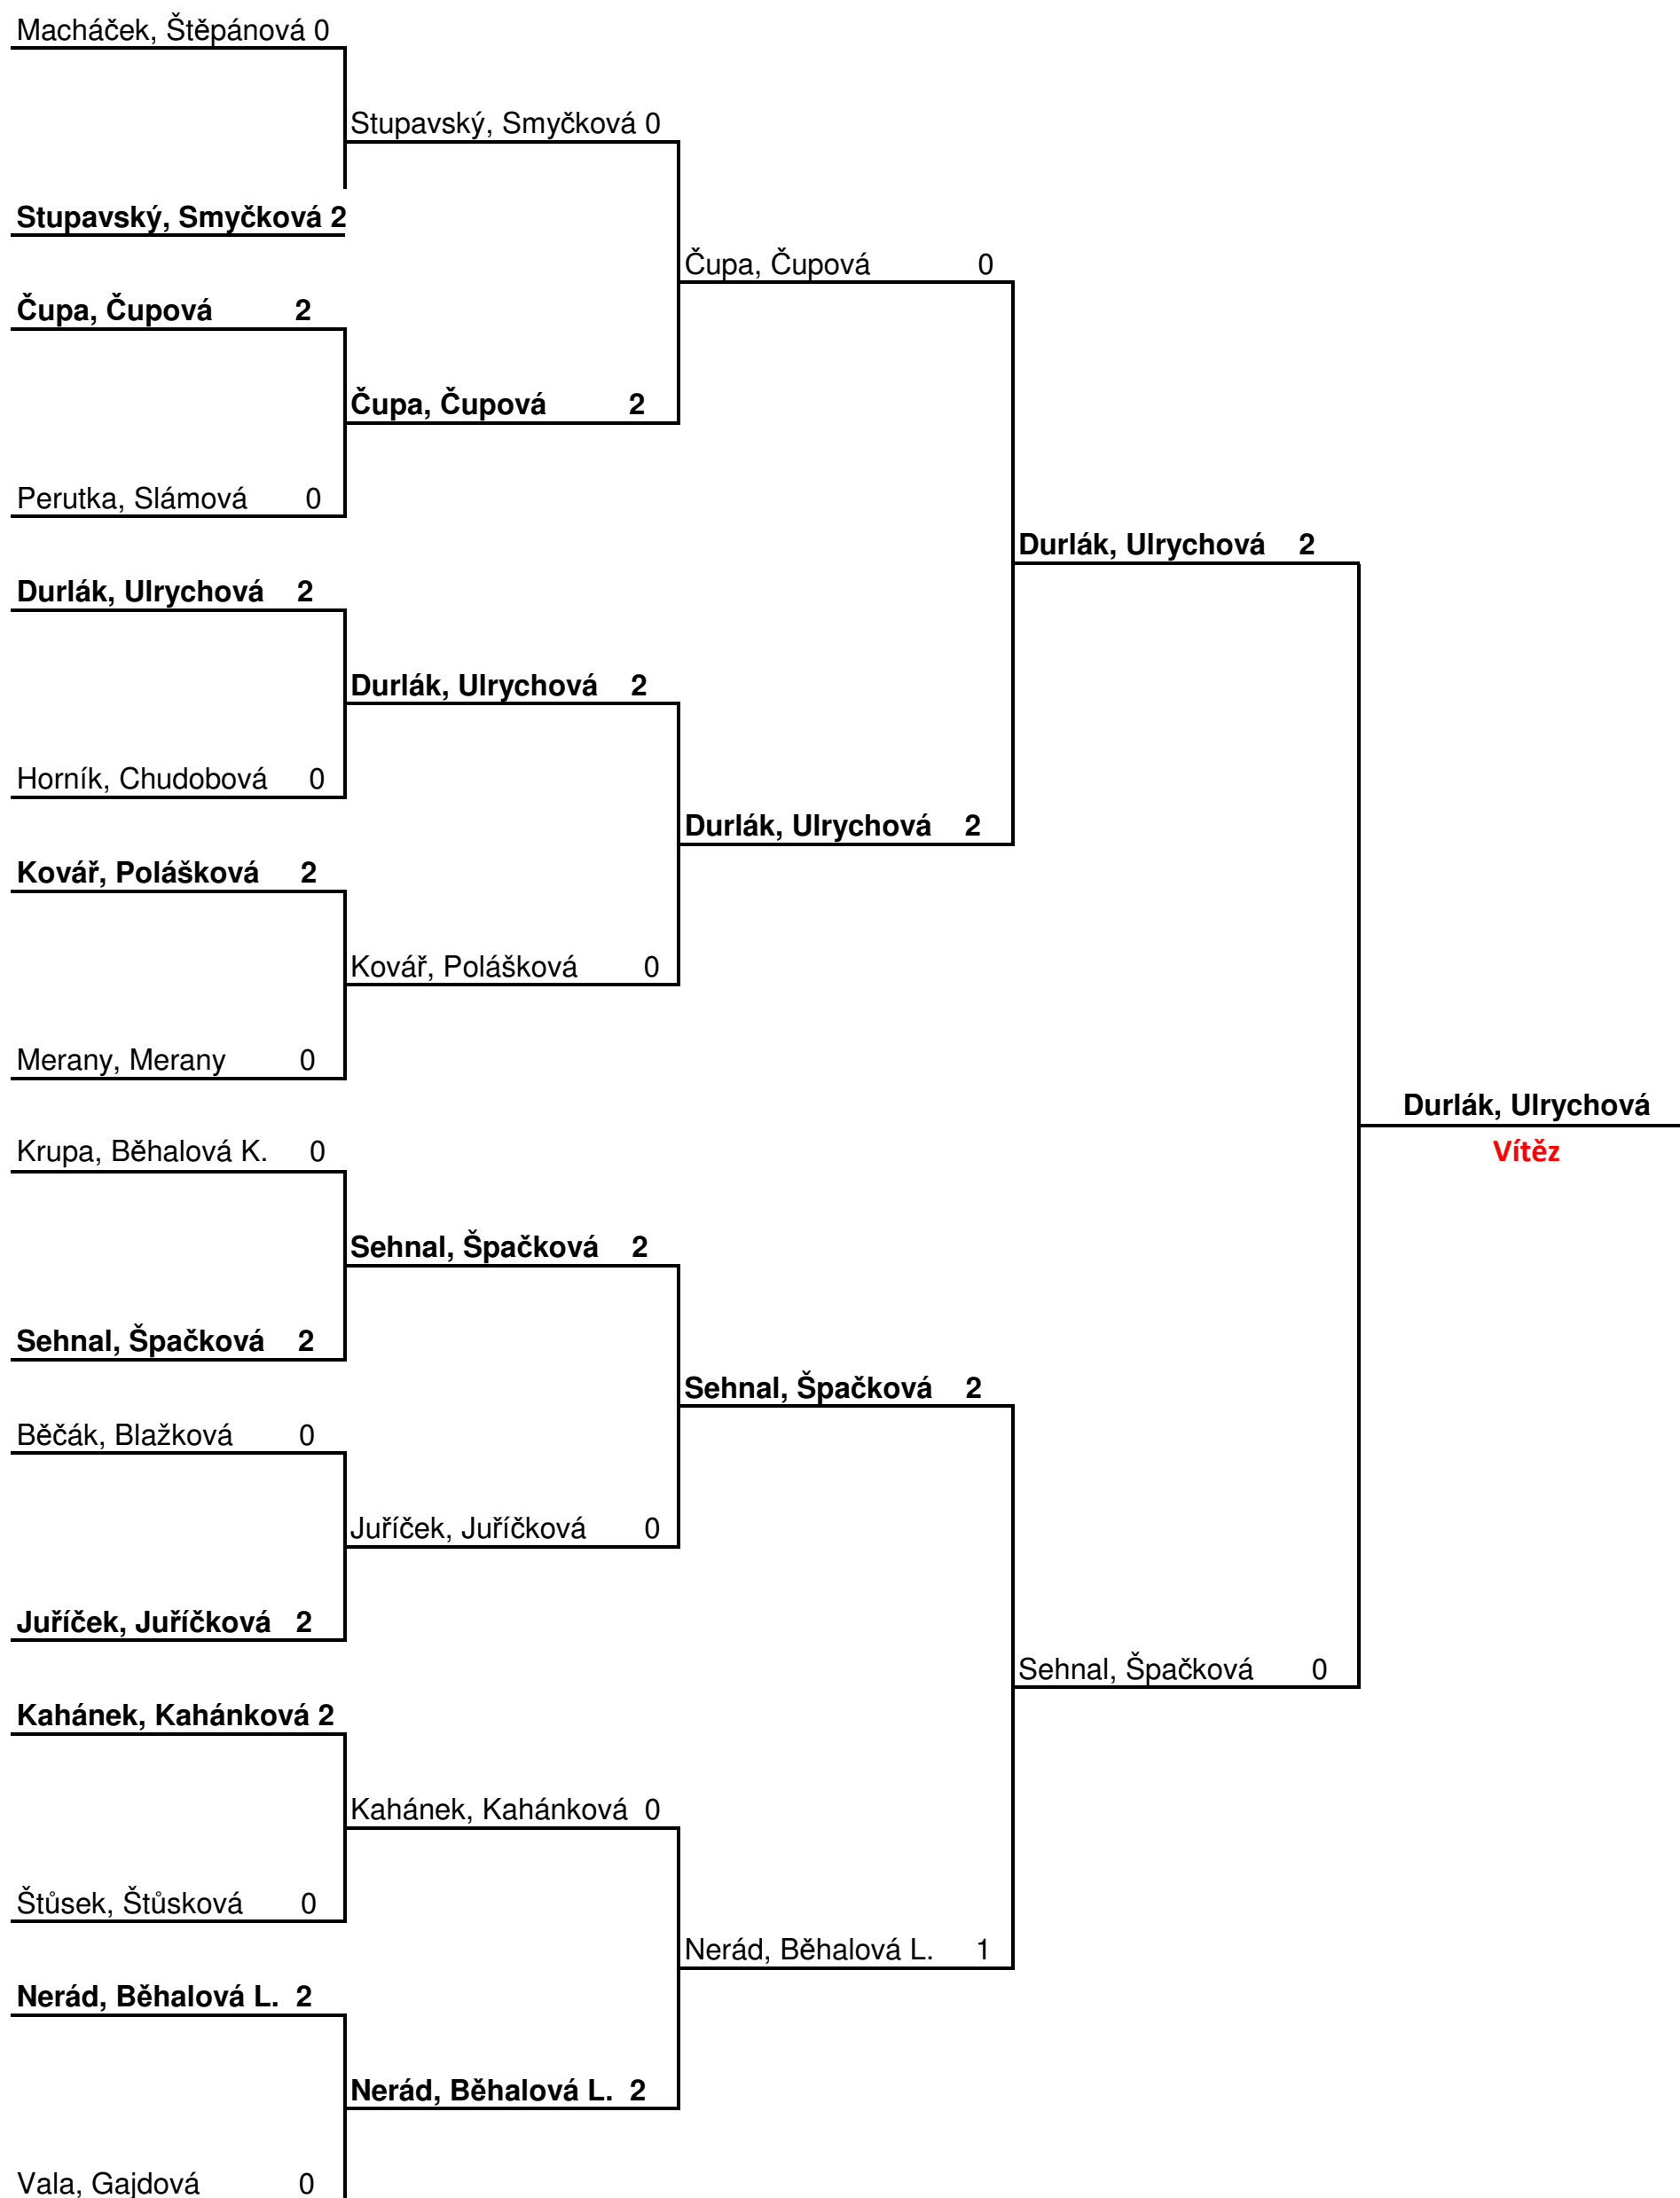 Macháček, Štěpánová 0
Stupavský, Smyčková 0
Stupavský, Smyčková 2
Čupa, Čupová 0
Čupa, Čupová 2
Čupa, Čupová 2
Perutka, Slámová 0
Durlák, Ulrychová 2
Durlák, Ulrychová 2
Durlák, Ulrychová 2
Horník, Chudobová 0
Durlák, Ulrychová 2
Kovář, Polášková 2
Kovář, Polášková 0
Merany, Merany 0
Durlák, Ulrychová
Krupa, Běhalová K. 0
Vítěz
Sehnal, Špačková 2
Sehnal, Špačková 2
Sehnal, Špačková 2
Běčák, Blažková 0
Juříček, Juříčková 0
Juříček, Juříčková 2
Sehnal, Špačková 0
Kahánek, Kahánková 2
Kahánek, Kahánková 0
Štůsek, Štůsková 0
Nerád, Běhalová L. 1
Nerád, Běhalová L. 2
Nerád, Běhalová L. 2
Vala, Gajdová 0